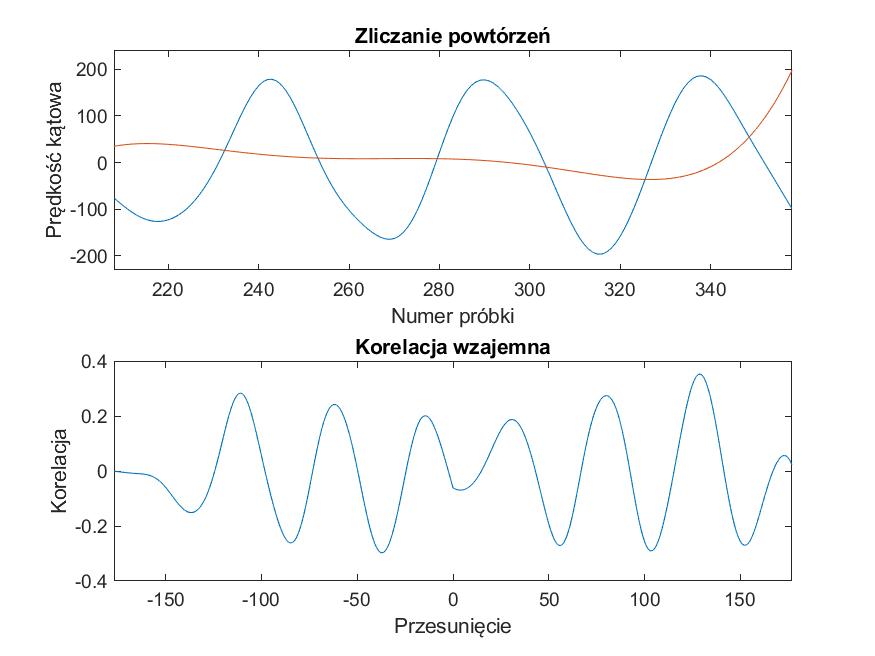 Zliczanie powtórzeń
Prędkość kątowa
200
100
0
-100
-200
220 240 260 280 300 320 340
Numer próbki
Korelacja wzajemna
Korelacja
0.4
0.2
0
-0.2
-0.4
-150 -100 -50 0 50 100 150
Przesunięcie